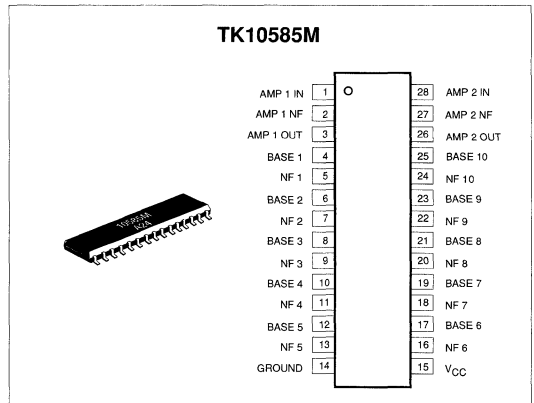 TK10585M
AMP 1 IN 1
AMP 1 NF 2
AMP 1 OUT 3
BASE 1 4
NF 1 5
BASE 2 6
NF 2 7
BASE 3 8
NF 3 9
BASE 4 10
NF 4 11
BASE 5 12
NF 5 13
GROUND 14
28 AMP 2 IN
27 AMP 2 NF
26 AMP 2 OUT
25 BASE 10
24 NF 10
23 BASE 9
22 NF 9
21 BASE 8
20 NF 8
19 BASE 7
18 NF 7
17 BASE 6
16 NF 6
15 VCC
10585M
A24